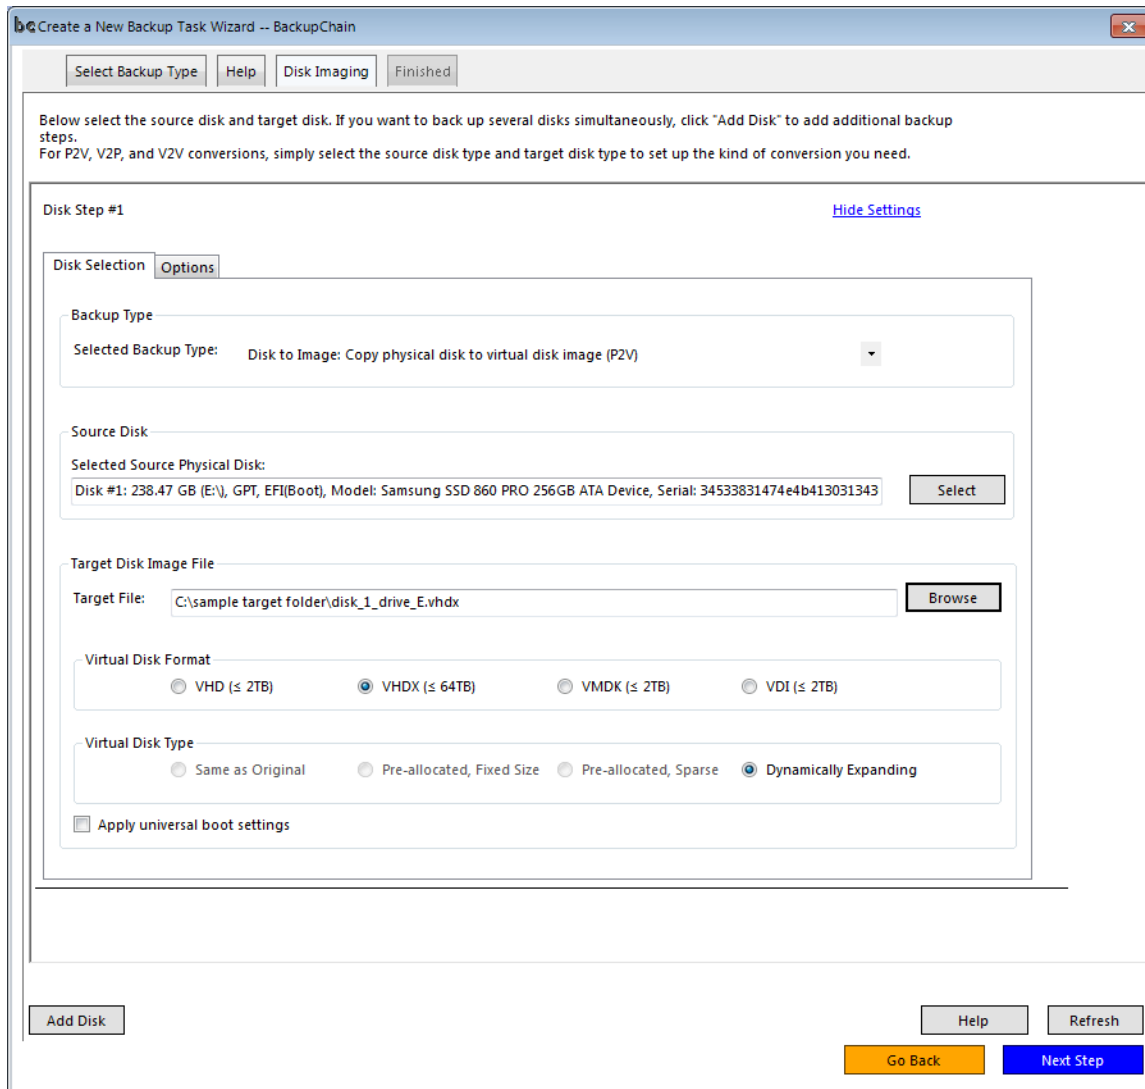 bc Create a New Backup Task Wizard -- BackupChain
Select Backup Type Help Disk Imaging Finished
Below select the source disk and target disk. If you want to back up several disks simultaneously, click "Add Disk" to add additional backup
steps.
For P2V, V2P, and V2V conversions, simply select the source disk type and target disk type to set up the kind of conversion you need.
Disk Step #1 Hide Settings
Disk Selection Options
Backup Type
Selected Backup Type: Disk to Image: Copy physical disk to virtual disk image (P2V)
Source Disk
Selected Source Physical Disk:
Disk #1: 238.47 GB (E:\), GPT, EFI(Boot), Model: Samsung SSD 860 PRO 256GB ATA Device, Serial: 34533831474e4b413031343 Select
Target Disk Image File
Target File: C:\sample target folder\disk_1_drive_E.vhdx Browse
Virtual Disk Format
VHD (≤ 2TB) VHDX (≤ 64TB) VMDK (≤ 2TB) VDI (≤ 2TB)
Virtual Disk Type
Same as Original Pre-allocated, Fixed Size Pre-allocated, Sparse Dynamically Expanding
Apply universal boot settings
Add Disk Help Refresh
Go Back Next Step